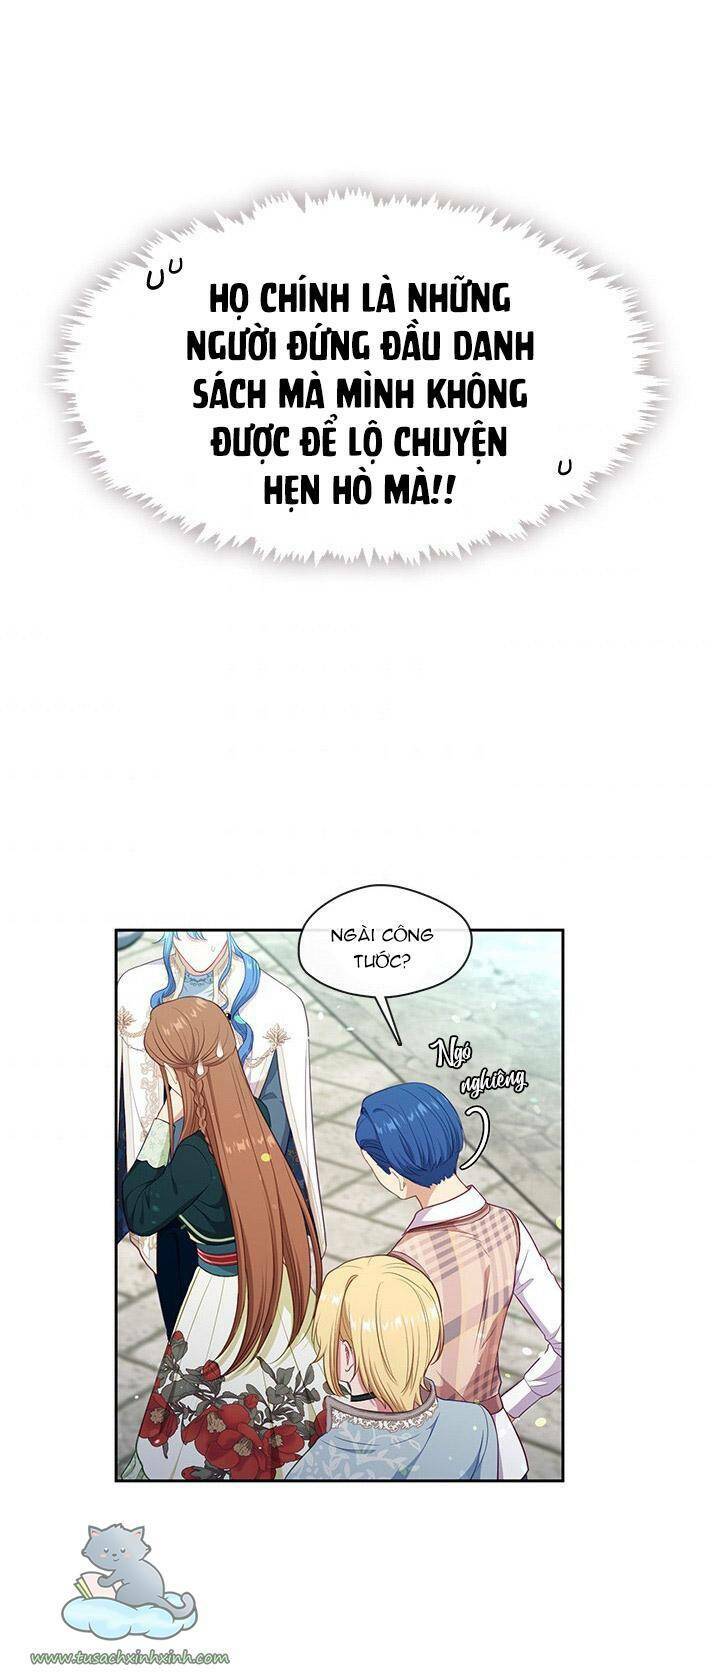 HỌ CHÍNH LÀ NHỮNG
NGƯỜI ĐỨNG ĐẦU DANH
SÁCH MÀ MÌNH KHÔNG
ĐƯỢC ĐỂ LỘ CHUYỆN
HẸN HÒ MÀ!!
NGÀI CÔNG
TƯỚC?
Ngó
nghiêng
www.tusachxinhxinh.com